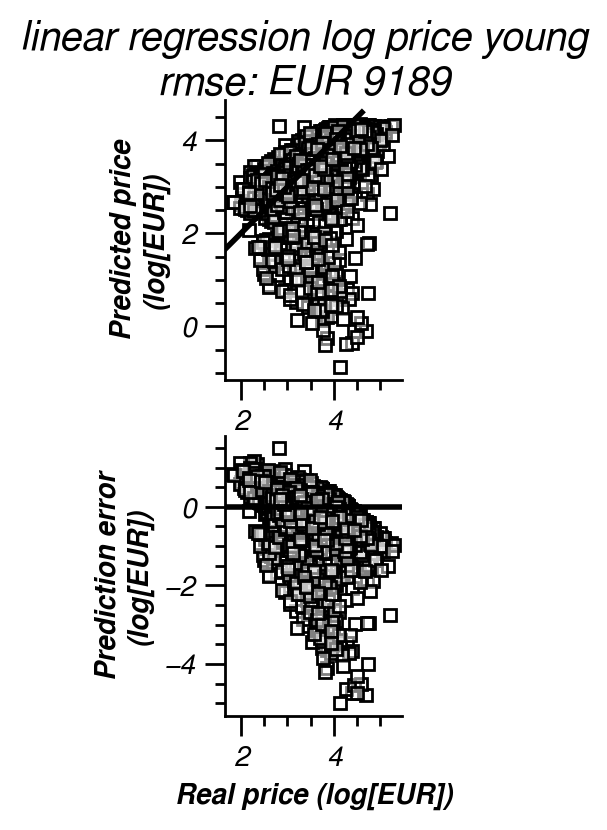 linear regression log price young
rmse: EUR 9189
Predicted price
(log[EUR])
4
2
0
2
4
Prediction error
(log[EUR])
0
−2
−4
2
4
Real price (log[EUR])